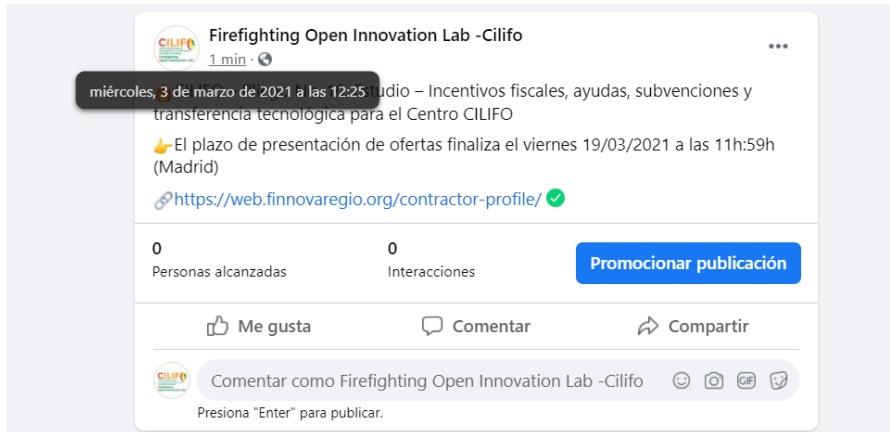 CILIFO
Firefighting Open Innovation Lab -Cilifo
1 min
miércoles, 3 de marzo de 2021 a las 12:25
studio – Incentivos fiscales, ayudas, subvenciones y
transferencia tecnológica para el Centro CILIFO
El plazo de presentación de ofertas finaliza el viernes 19/03/2021 a las 11h:59h
(Madrid)
https://web.finnovaregio.org/contractor-profile/
0
Personas alcanzadas
0
Interacciones
Promocionar publicación
Me gusta
Comentar
Compartir
CILIFO
Comentar como Firefighting Open Innovation Lab -Cilifo
GIF
Presiona "Enter" para publicar.